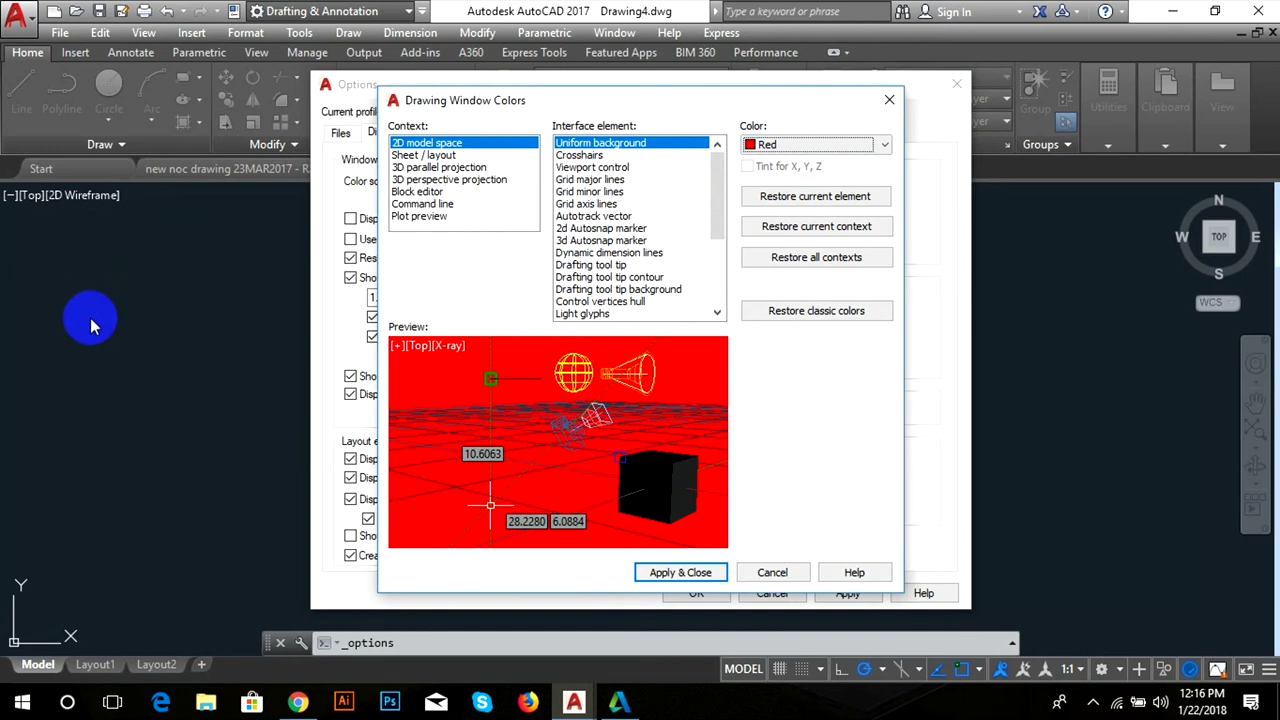 Drafting & Annotation
Autodesk AutoCAD 2017 Drawing4.dwg
Type a keyword or phrase
Sign In
File Edit View Insert Format Tools Draw Dimension Modify Parametric Window Help Express
Home Insert Annotate Parametric View Manage Output Add-ins A360 Express Tools Featured Apps BIM 360 Performance
Line Polyline Circle Arc
Group Utilities Clipboard View
Draw Modify Groups
Start new noc drawing 23MAR2017 - R
[−][Top][2D Wireframe]
Options
Current profil
Files
Window
Color sc
Disp
Use
Res
Sho
1.
Sho
Disp
Layout e
Disp
Disp
Disp
Sho
Crea
OK Cancel Apply Help
Drawing Window Colors
Context:
2D model space
Sheet / layout
3D parallel projection
3D perspective projection
Block editor
Command line
Plot preview
Interface element:
Uniform background
Crosshairs
Viewport control
Grid major lines
Grid minor lines
Grid axis lines
Autotrack vector
2d Autosnap marker
3d Autosnap marker
Dynamic dimension lines
Drafting tool tip
Drafting tool tip contour
Drafting tool tip background
Control vertices hull
Light glyphs
Color:
Red
Tint for X, Y, Z
Restore current element
Restore current context
Restore all contexts
Restore classic colors
Preview:
[+][Top][X-ray]
10.6063
28.2280 6.0884
Apply & Close Cancel Help
N
W TOP E
S
WCS
Y
X
_options
Model Layout1 Layout2 +
MODEL 1:1
Ai Ps
12:16 PM
1/22/2018